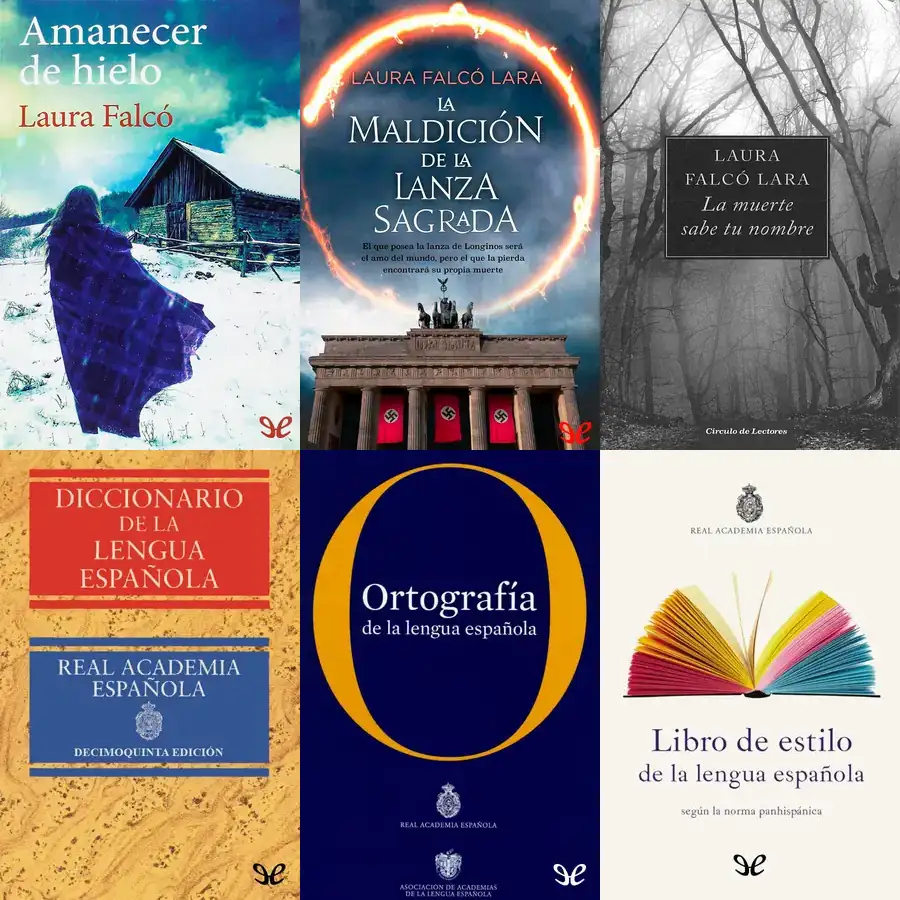 Amanecer
de hielo
Laura Falcó
LAURA FALCÓ LARA
LA
MALDICIÓN
DE LA
LANZA
SAGRADA
El que posea la lanza de Longinos será
el amo del mundo, pero el que la pierda
encontrará su propia muerte
LAURA
FALCÓ LARA
La muerte
sabe tu nombre
Círculo de Lectores
DICCIONARIO
DE LA
LENGUA
ESPAÑOLA
REAL ACADEMIA
ESPAÑOLA
DECIMOQUINTA EDICIÓN
Ortografía
de la lengua española
REAL ACADEMIA ESPAÑOLA
ASOCIACIÓN DE ACADEMIAS
DE LA LENGUA ESPAÑOLA
REAL ACADEMIA ESPAÑOLA
Libro de estilo
de la lengua española
según la norma panhispánica